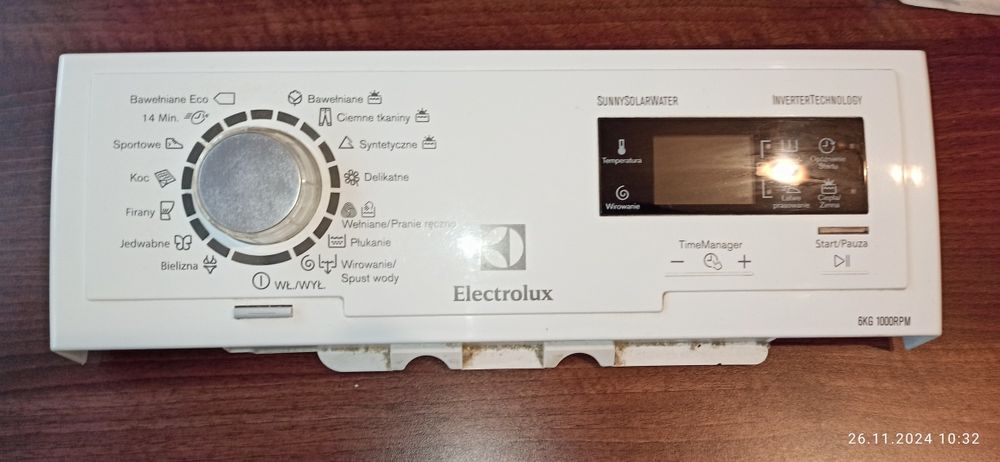 Bawełniane Eco
14 Min.
Sportowe
Koc
Firany
Jedwabne
Bielizna
WŁ./WYŁ.
Bawełniane
Ciemne tkaniny
Syntetyczne
Delikatne
Wełniane/Pranie ręczne
Płukanie
Wirowanie/
Spust wody
Electrolux
SUNNYSOLARWATER
INVERTERTECHNOLOGY
Temperatura
Wirowanie
Opóźnienie
Startu
Łatwe
prasowanie
Ciepła/
Zimna
TimeManager
Start/Pauza
6KG 1000RPM
26.11.2024 10:32